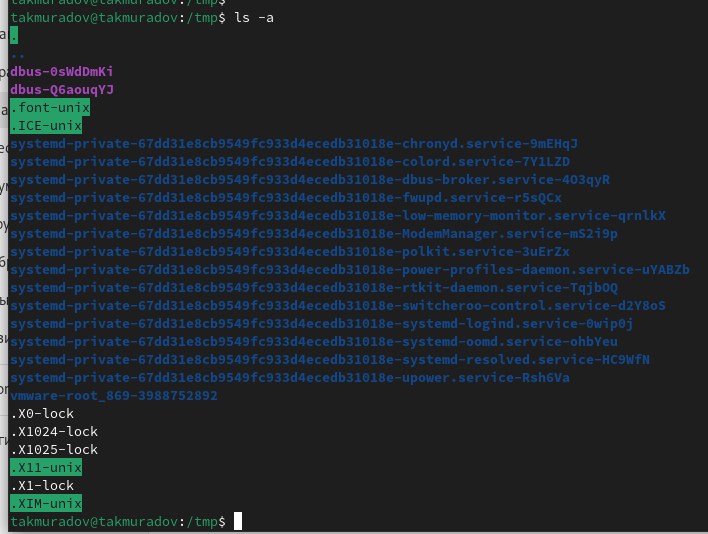 takmuradov@takmuradov:/tmp$
takmuradov@takmuradov:/tmp$ ls -a
.
..
dbus-0sWdDmKi
dbus-Q6aouqYJ
.font-unix
.ICE-unix
systemd-private-67dd31e8cb9549fc933d4ecedb31018e-chronyd.service-9mEHqJ
systemd-private-67dd31e8cb9549fc933d4ecedb31018e-colord.service-7Y1LZD
systemd-private-67dd31e8cb9549fc933d4ecedb31018e-dbus-broker.service-4O3qyR
systemd-private-67dd31e8cb9549fc933d4ecedb31018e-fwupd.service-r5sQCx
systemd-private-67dd31e8cb9549fc933d4ecedb31018e-low-memory-monitor.service-qrnlkX
systemd-private-67dd31e8cb9549fc933d4ecedb31018e-ModemManager.service-mS2i9p
systemd-private-67dd31e8cb9549fc933d4ecedb31018e-polkit.service-3uErZx
systemd-private-67dd31e8cb9549fc933d4ecedb31018e-power-profiles-daemon.service-uYABZb
systemd-private-67dd31e8cb9549fc933d4ecedb31018e-rtkit-daemon.service-TqjbOQ
systemd-private-67dd31e8cb9549fc933d4ecedb31018e-switcheroo-control.service-d2Y8oS
systemd-private-67dd31e8cb9549fc933d4ecedb31018e-systemd-logind.service-0wip0j
systemd-private-67dd31e8cb9549fc933d4ecedb31018e-systemd-oomd.service-ohbYeu
systemd-private-67dd31e8cb9549fc933d4ecedb31018e-systemd-resolved.service-HC9WfN
systemd-private-67dd31e8cb9549fc933d4ecedb31018e-upower.service-Rsh6Va
vmware-root_869-3988752892
.X0-lock
.X1024-lock
.X1025-lock
.X11-unix
.X1-lock
.XIM-unix
takmuradov@takmuradov:/tmp$